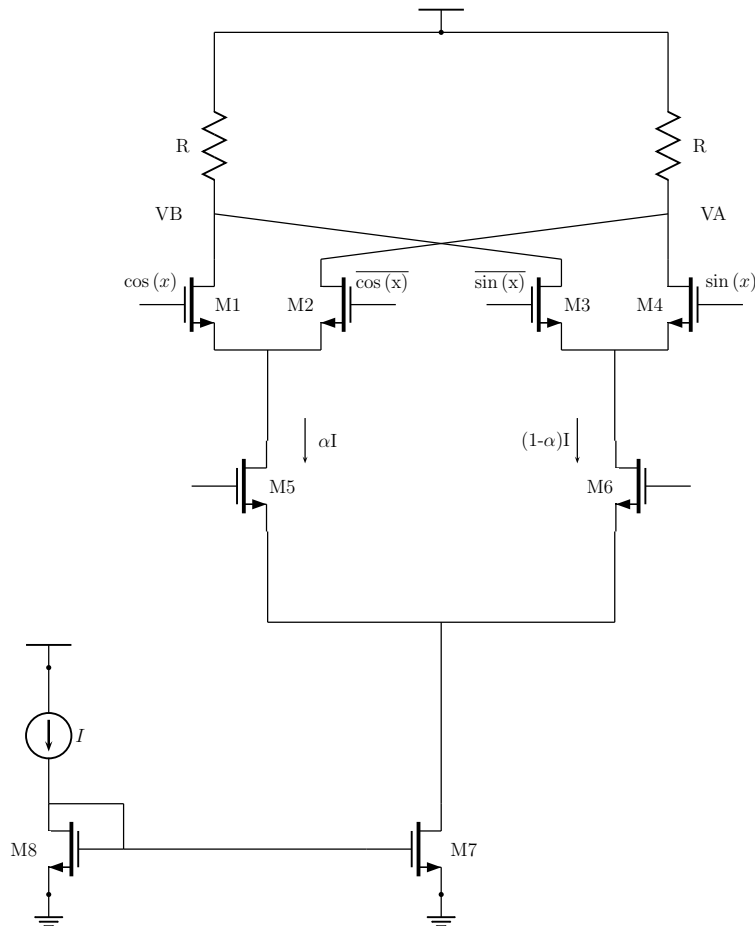 R
R
VB
VA
cos (x)
cos (x)
sin (x)
sin (x)
M1
M2
M3
M4
αI
(1-α)I
M5
M6
I
M8
M7